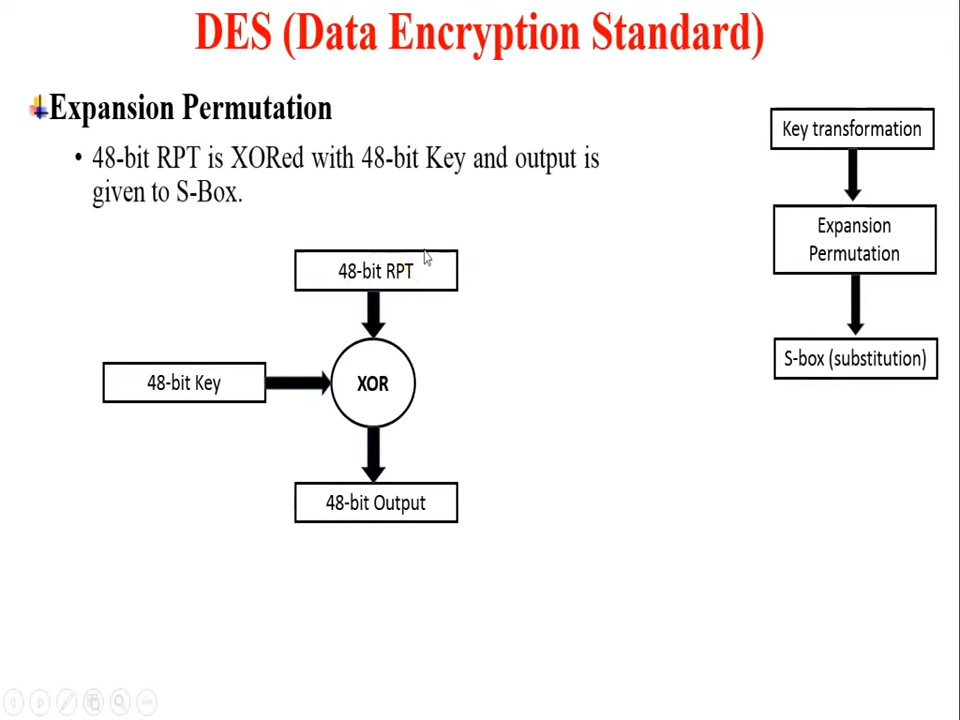 DES (Data Encryption Standard)
Expansion Permutation
• 48-bit RPT is XORed with 48-bit Key and output is
given to S-Box.
48-bit RPT
48-bit Key
XOR
48-bit Output
Key transformation
Expansion
Permutation
S-box (substitution)